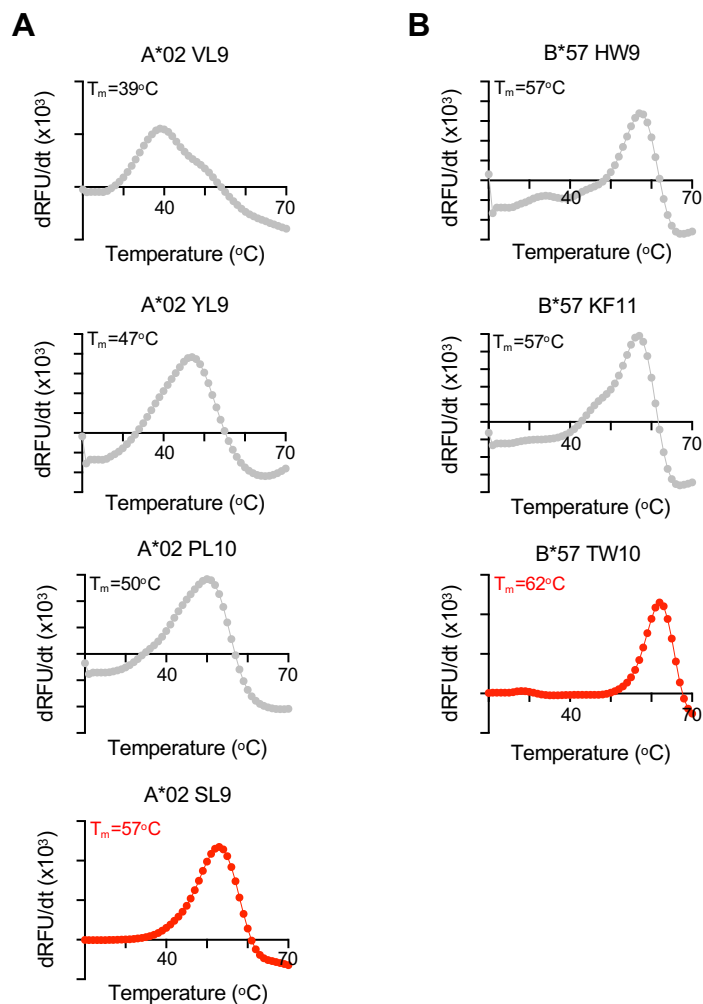 A
A*02 VL9
Tm=39°C
dRFU/dt (x10³)
40
70
Temperature (°C)
A*02 YL9
Tm=47°C
dRFU/dt (x10³)
40
70
Temperature (°C)
A*02 PL10
Tm=50°C
dRFU/dt (x10³)
40
70
Temperature (°C)
A*02 SL9
Tm=57°C
dRFU/dt (x10³)
40
70
Temperature (°C)
B
B*57 HW9
Tm=57°C
dRFU/dt (x10³)
40
70
Temperature (°C)
B*57 KF11
Tm=57°C
dRFU/dt (x10³)
40
70
Temperature (°C)
B*57 TW10
Tm=62°C
dRFU/dt (x10³)
40
70
Temperature (°C)